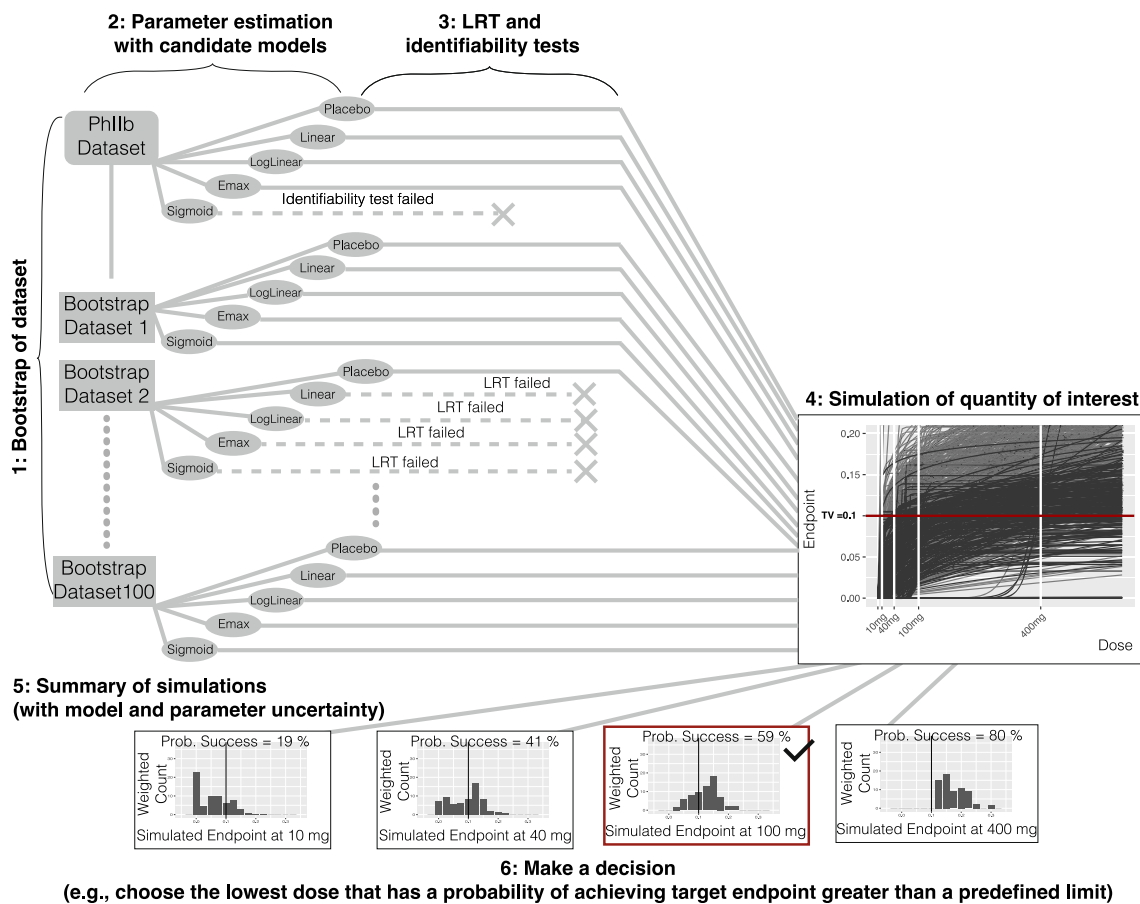 2: Parameter estimation
with candidate models
3: LRT and
identifiability tests
1: Bootstrap of dataset
PhIIb
Dataset
Placebo
Linear
LogLinear
Emax
Sigmoid
Identifiability test failed
Bootstrap
Dataset 1
Placebo
Linear
LogLinear
Emax
Sigmoid
Bootstrap
Dataset 2
Placebo
Linear
LRT failed
LogLinear
LRT failed
Emax
LRT failed
Sigmoid
LRT failed
Bootstrap
Dataset100
Placebo
Linear
LogLinear
Emax
Sigmoid
4: Simulation of quantity of interest
0.20
0.15
TV =0.1
0.05
0.00
Endpoint
10mg
40mg
100mg
400mg
Dose
5: Summary of simulations
(with model and parameter uncertainty)
Prob. Success = 19 %
Weighted
Count
Simulated Endpoint at 10 mg
Prob. Success = 41 %
Weighted
Count
Simulated Endpoint at 40 mg
Prob. Success = 59 %
Weighted
Count
Simulated Endpoint at 100 mg
Prob. Success = 80 %
Weighted
Count
Simulated Endpoint at 400 mg
6: Make a decision
(e.g., choose the lowest dose that has a probability of achieving target endpoint greater than a predefined limit)